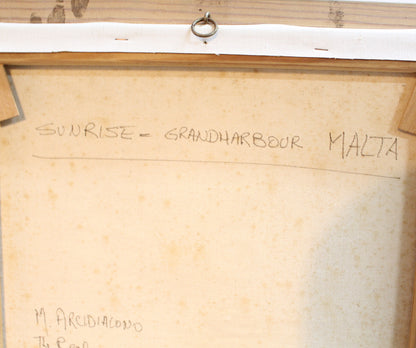 SUNRISE = GRANDHARBOUR MALTA
M. ARCIDIACONO